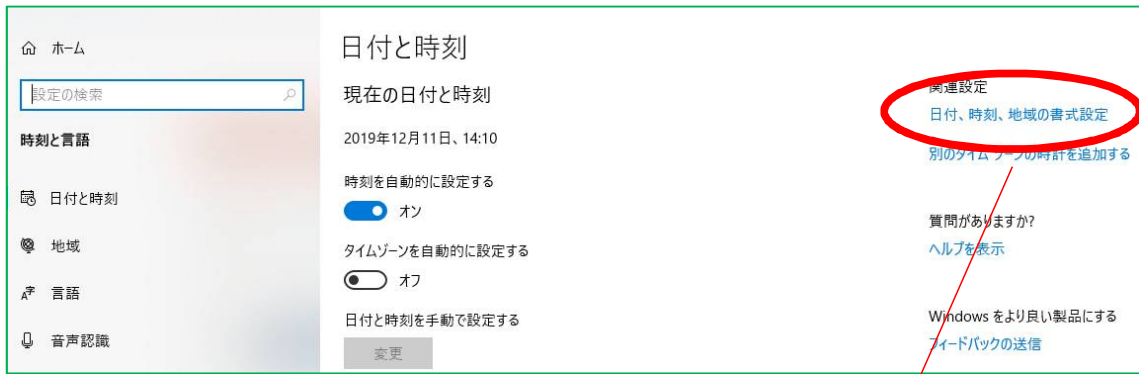 ホーム
設定の検索
時刻と言語
日付と時刻
地域
言語
音声認識
日付と時刻
現在の日付と時刻
2019年12月11日、14:10
時刻を自動的に設定する
オン
タイムゾーンを自動的に設定する
オフ
日付と時刻を手動で設定する
変更
関連設定
日付、時刻、地域の書式設定
別のタイム ゾーンの時計を追加する
質問がありますか?
ヘルプを表示
Windows をより良い製品にする
フィードバックの送信